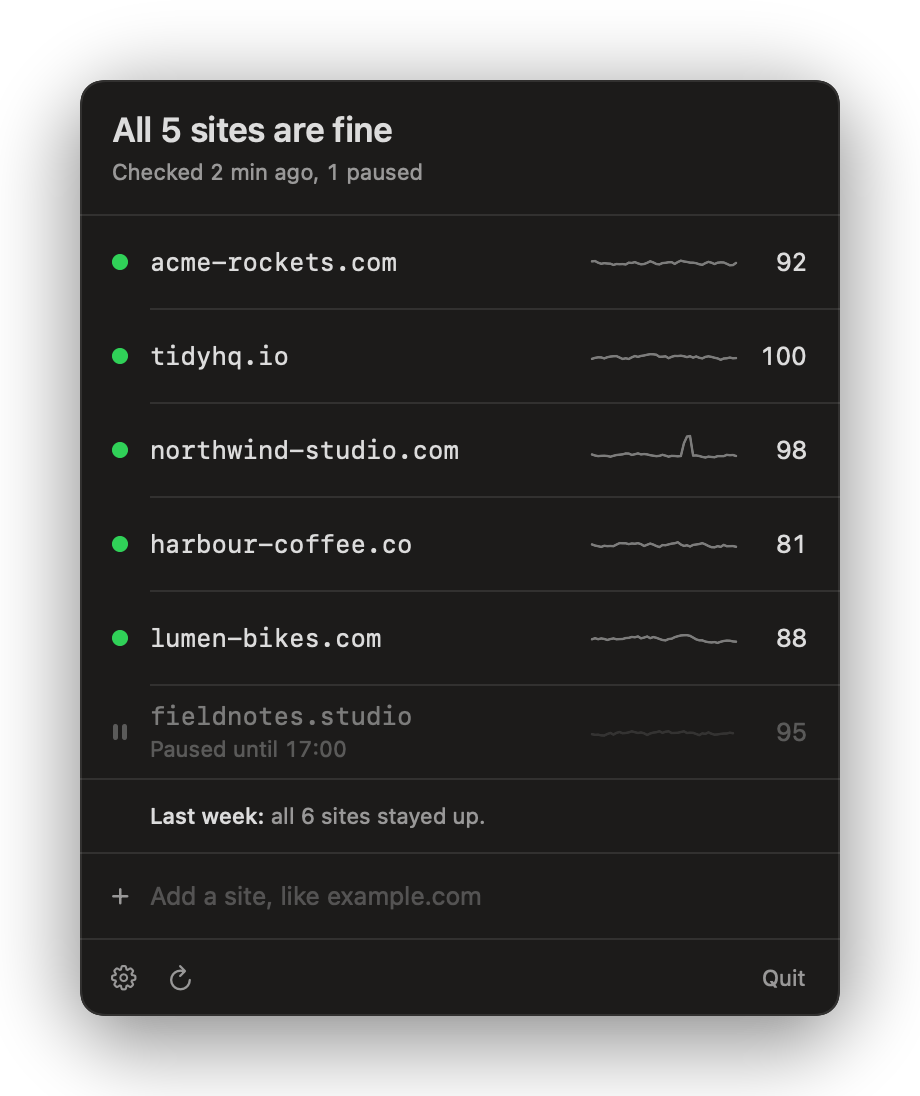 All 5 sites are fine
Checked 2 min ago, 1 paused
acme-rockets.com 92
tidyhq.io 100
northwind-studio.com 98
harbour-coffee.co 81
lumen-bikes.com 88
fieldnotes.studio 95
Paused until 17:00
Last week: all 6 sites stayed up.
+ Add a site, like example.com
Quit